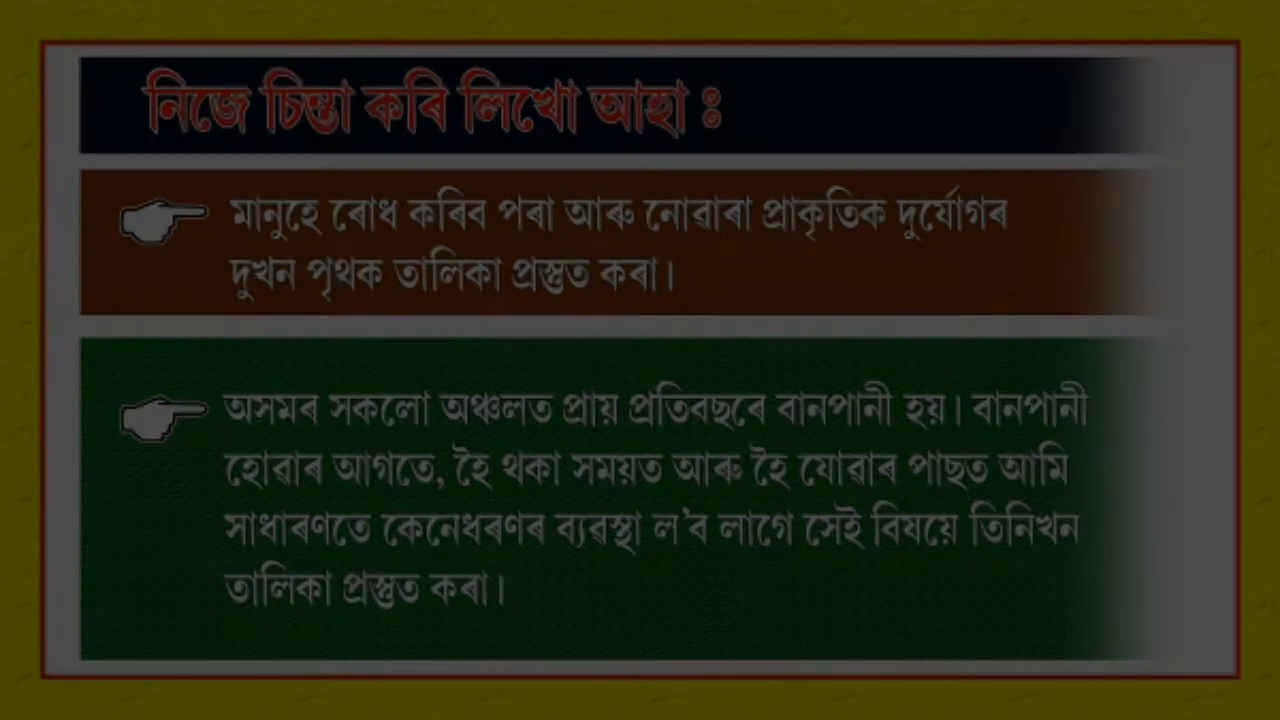 নিজে চিন্তা কৰি লিখো আহা ঃ
মানুহে ৰোধ কৰিব পৰা আৰু নোৱাৰা প্ৰাকৃতিক দুৰ্যোগৰ
দুখন পৃথক তালিকা প্ৰস্তুত কৰা।
অসমৰ সকলো অঞ্চলত প্ৰায় প্ৰতিবছৰে বানপানী হয়। বানপানী
হোৱাৰ আগতে, হৈ থকা সময়ত আৰু হৈ যোৱাৰ পাছত আমি
সাধাৰণতে কেনেধৰণৰ ব্যৱস্থা ল'ব লাগে সেই বিষয়ে তিনিখন
তালিকা প্ৰস্তুত কৰা।